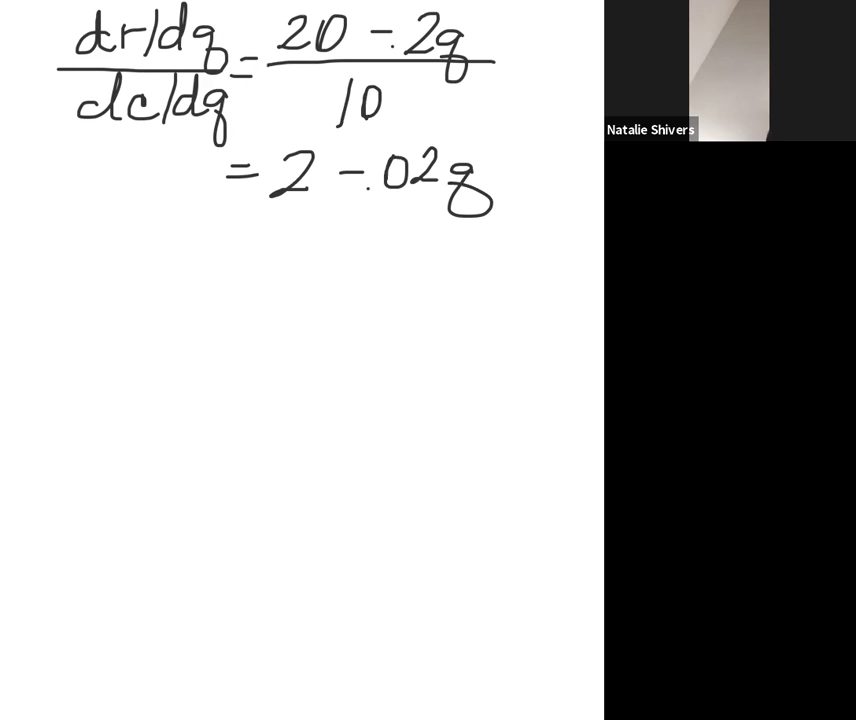 dr/dq / dc/dq = 20 - .2q / 10
= 2 - .02q
Natalie Shivers